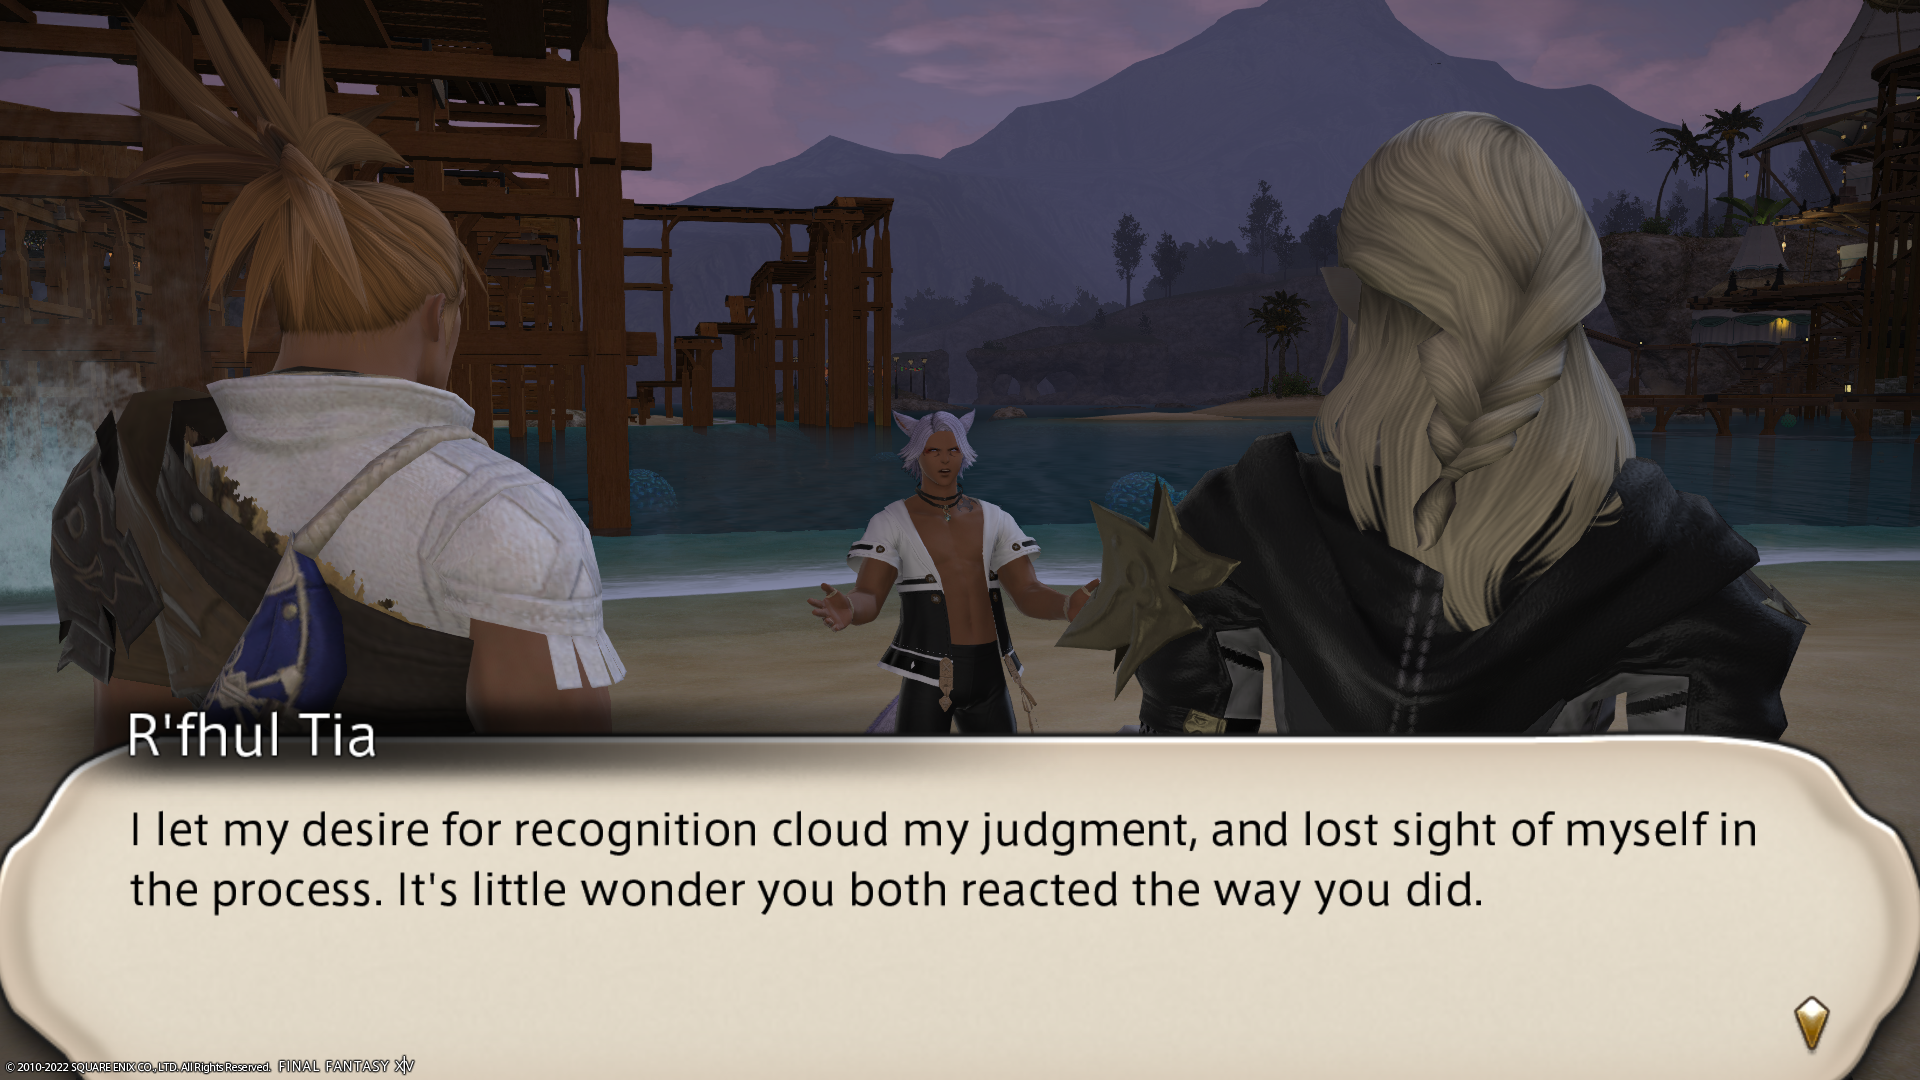 R'fhul Tia
I let my desire for recognition cloud my judgment, and lost sight of myself in
the process. It's little wonder you both reacted the way you did.
© 2010-2022 SQUARE ENIX CO., LTD. All Rights Reserved. FINAL FANTASY XIV